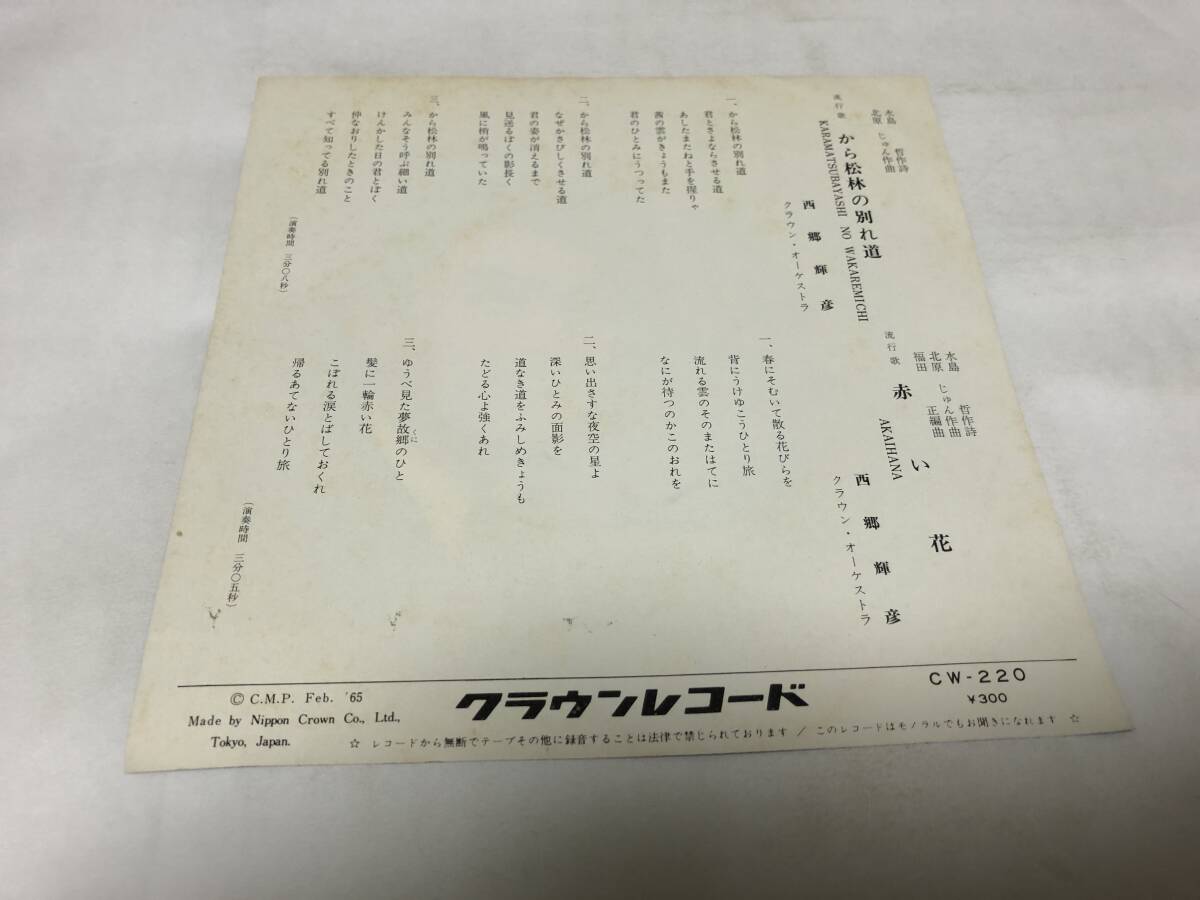 水島 哲作詩
北原 じゅん作曲
流行歌
から松林の別れ道
KARAMATSUBAYASHI NO WAKAREMICHI
西郷輝彦
クラウン・オーケストラ
一、から松林の別れ道
君とさよならさせる道
あしたまたねと手を握りゃ
茜の雲がきょうもまた
君のひとみにうつってた
二、から松林の別れ道
なぜかさびしくさせる道
君の姿が消えるまで
見送るぼくの影長く
風に梢が鳴っていた
三、から松林の別れ道
みんなそう呼ぶ細い道
けんかした日の君とぼく
仲なおりしたときのこと
すべて知ってる別れ道
(演奏時間 三分〇八秒)
水島 哲作詩
北原 じゅん作曲
福田 正編曲
流行歌
赤い花
AKAIHANA
西郷輝彦
クラウン・オーケストラ
一、春にそむいて散る花びらを
背にうけゆこうひとり旅
流れる雲のそのまたはてに
なにが待つのかこのおれを
二、思い出さすな夜空の星よ
深いひとみの面影を
道なき道をふみしめきょうも
たどる心よ強くあれ
三、ゆうべ見た夢故郷のひと
くに
髪に一輪赤い花
こぼれる涙とばしておくれ
帰るあてないひとり旅
(演奏時間 三分〇五秒)
© C.M.P. Feb. '65
Made by Nippon Crown Co., Ltd.,
Tokyo, Japan.
クラウンレコード
CW-220
¥300
☆ レコードから無断でテープその他に録音することは法律で禁じられております / このレコードはモノラルでもお聞きになれます ☆